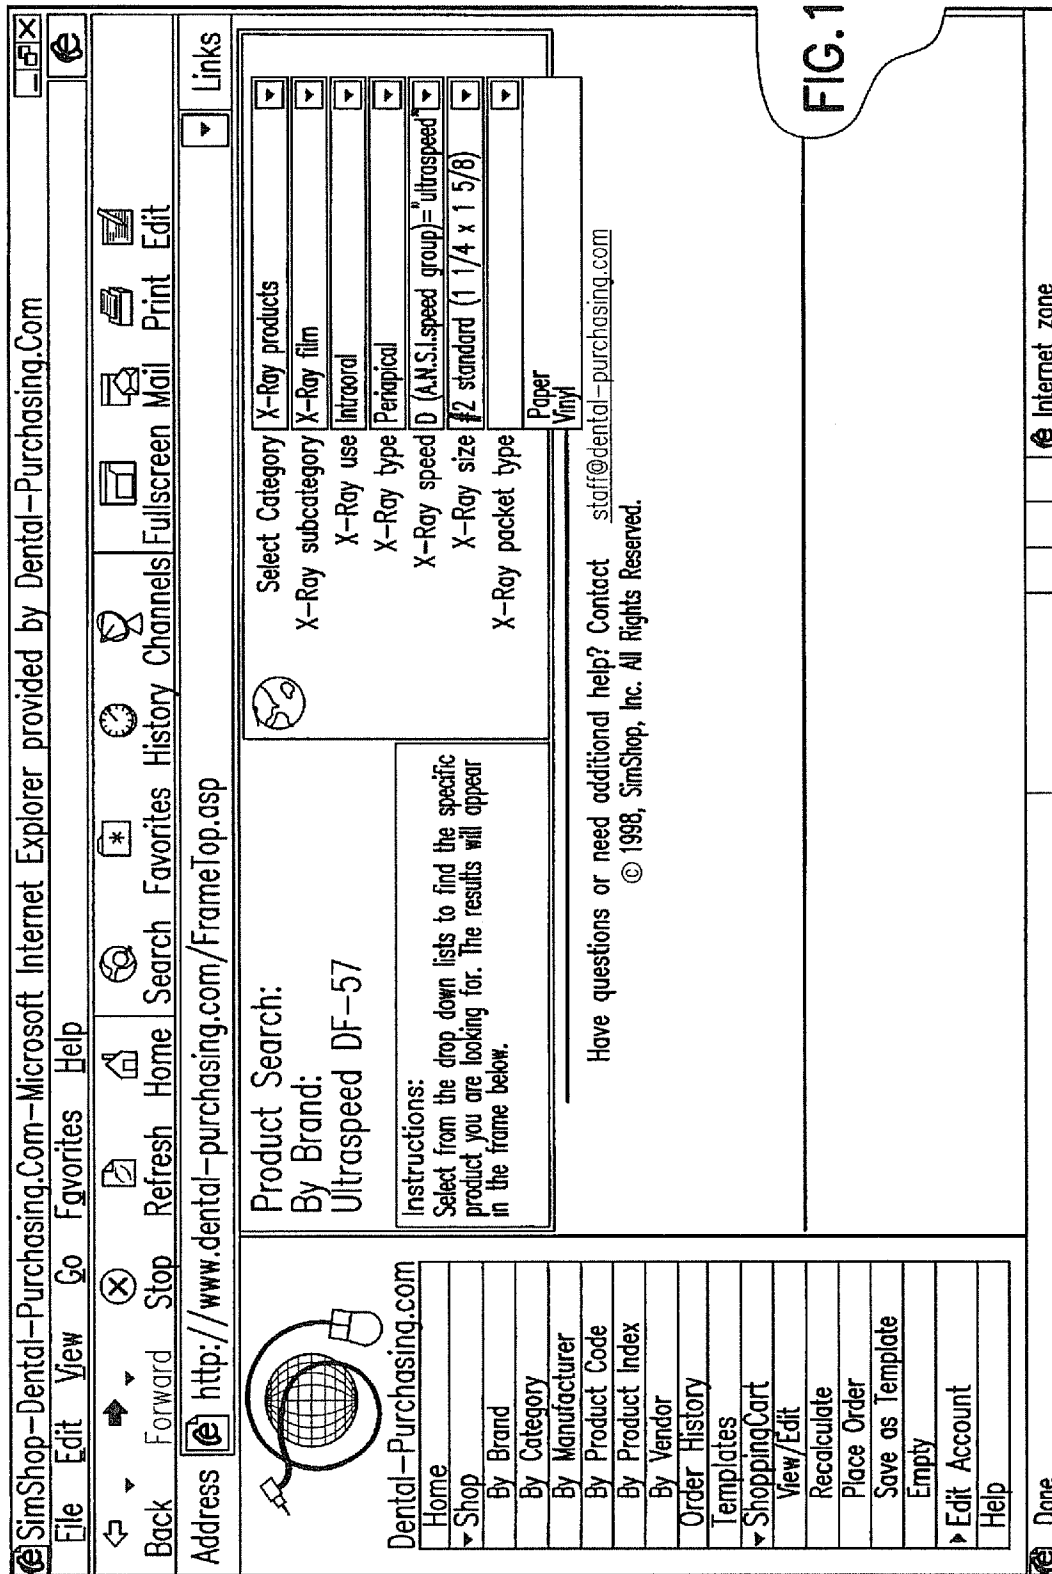 SimShop-Dental-Purchasing.Com-Microsoft Internet Explorer provided by Dental-Purchasing.Com
File Edit View Go Favorites Help
Back Forward Stop Refresh Home Search Favorites History Channels Fullscreen Mail Print Edit
Address http://www.dental-purchasing.com/FrameTop.asp Links
Dental-Purchasing.com
Home
Shop
By Brand
By Category
By Manufacturer
By Product Code
By Product Index
By Vendor
Order History
Templates
ShoppingCart
View/Edit
Recalculate
Place Order
Save as Template
Empty
Edit Account
Help
Product Search:
By Brand:
Ultraspeed DF-57
Instructions:
Select from the drop down lists to find the specific
product you are looking for. The results will appear
in the frame below.
Select Category X-Ray products
X-Ray subcategory X-Ray film
X-Ray use Intraoral
X-Ray type Periapical
X-Ray speed D (A.N.S.I.speed group)="ultraspeed"
X-Ray size #2 standard (1 1/4 x 1 5/8)
X-Ray packet type
Paper
Vinyl
Have questions or need additional help? Contact staff@dental-purchasing.com
© 1998, SimShop, Inc. All Rights Reserved.
Done Internet zone
FIG. 1